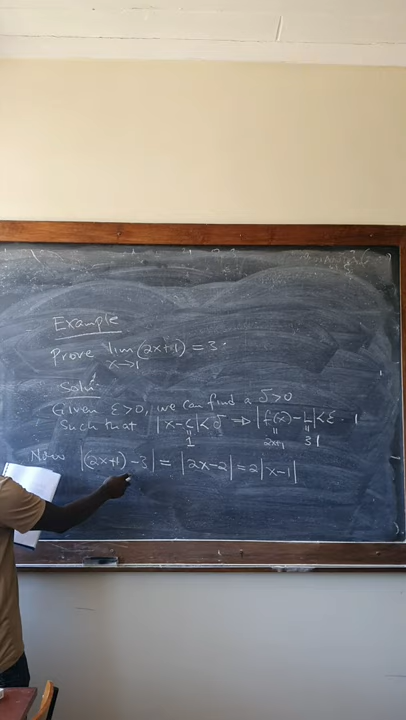 Example
Prove lim (2x+1) = 3.
x→1
Soln:
Given ε>0, we can find a δ>0
such that |x-c|<δ ⇒ |f(x)-L|<ε.
1 2x+1 3
Now |(2x+1)-3| = |2x-2| = 2|x-1|